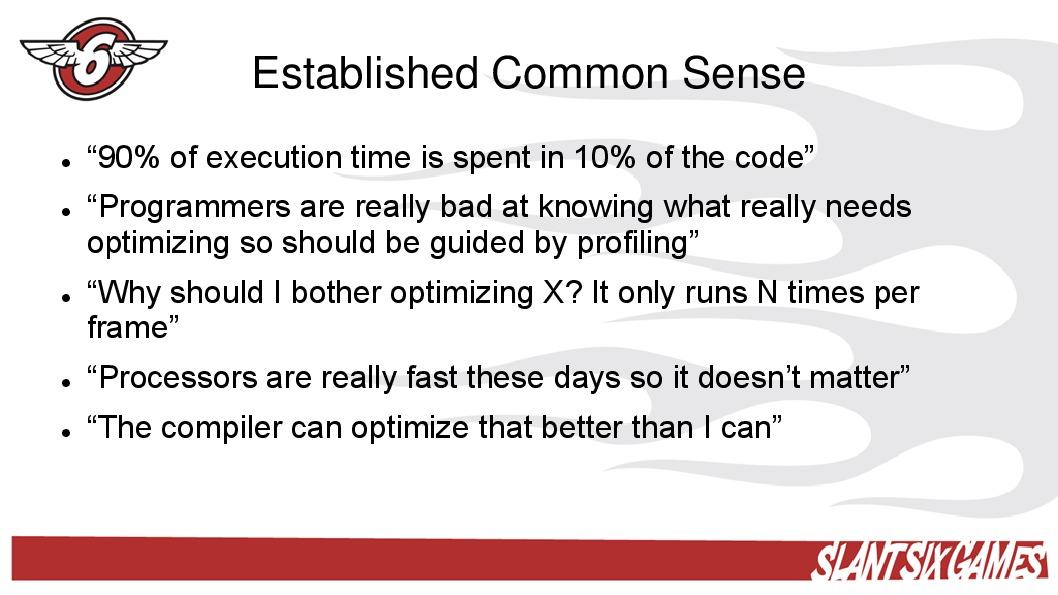 6
Established Common Sense
● “90% of execution time is spent in 10% of the code”
● “Programmers are really bad at knowing what really needs
optimizing so should be guided by profiling”
● “Why should I bother optimizing X? It only runs N times per
frame”
● “Processors are really fast these days so it doesn’t matter”
● “The compiler can optimize that better than I can”
SLANT SIX GAMES